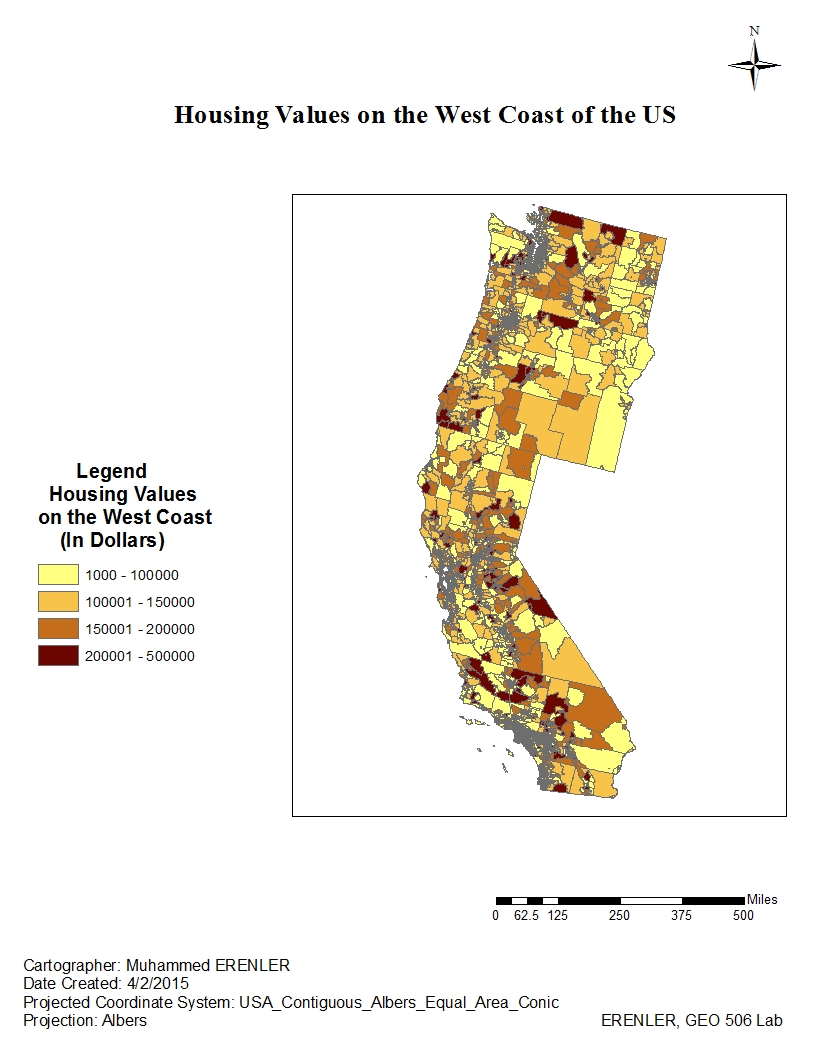 N
Housing Values on the West Coast of the US
Legend
Housing Values
on the West Coast
(In Dollars)
1000 - 100000
100001 - 150000
150001 - 200000
200001 - 500000
Miles
0 62.5 125 250 375 500
Cartographer: Muhammed ERENLER
Date Created: 4/2/2015
Projected Coordinate System: USA_Contiguous_Albers_Equal_Area_Conic
Projection: Albers
ERENLER, GEO 506 Lab